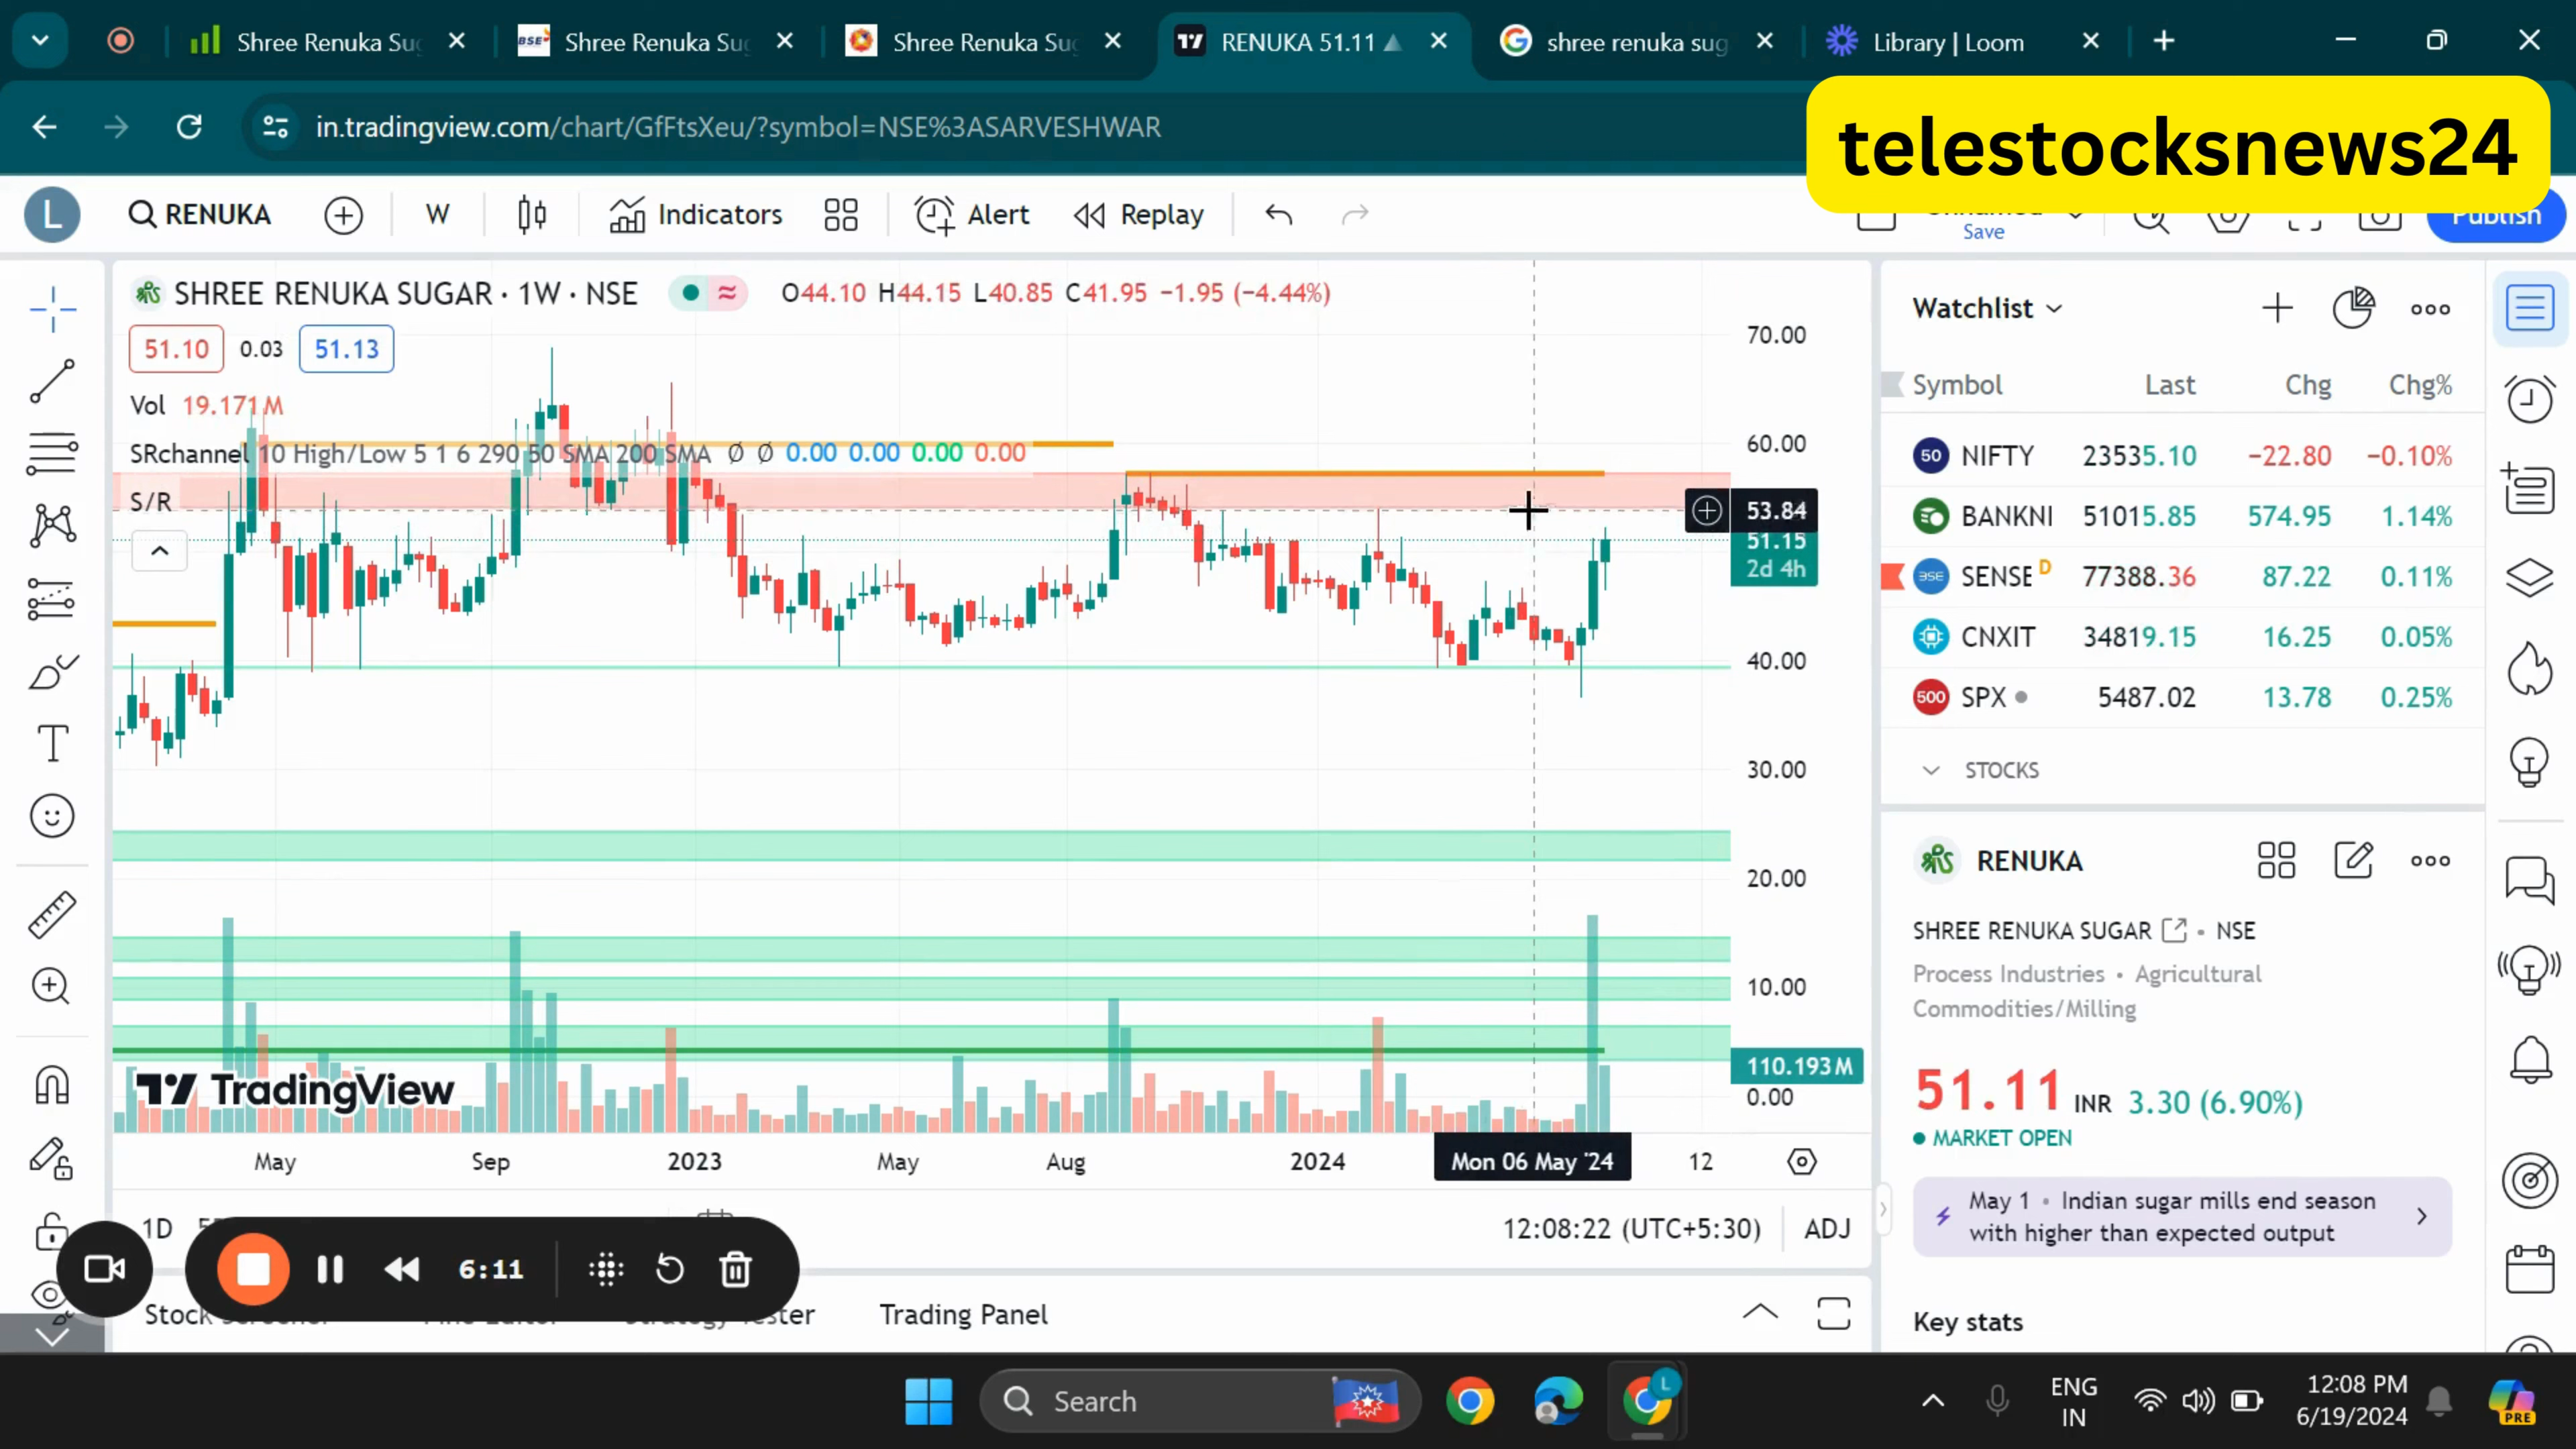 Shree Renuka Su
Shree Renuka Su
Shree Renuka Su
RENUKA 51.11
shree renuka sug
Library | Loom
in.tradingview.com/chart/GfFtsXeu/?symbol=NSE%3ASARVESHWAR
telestocksnews24
L
RENUKA
W
Indicators
Alert
Replay
Save
Publish
SHREE RENUKA SUGAR · 1W · NSE
O44.10 H44.15 L40.85 C41.95 −1.95 (−4.44%)
51.10 0.03 51.13
Vol 19.171M
SRchannel 10 High/Low 5 1 6 290 50 SMA 200 SMA Ø Ø 0.00 0.00 0.00 0.00
S/R
70.00
60.00
53.84
51.15
2d 4h
40.00
30.00
20.00
10.00
110.193M
0.00
TradingView
May Sep 2023 May Aug 2024 Mon 06 May '24 12
1D
12:08:22 (UTC+5:30) ADJ
6:11
Stock
Trading Panel
Watchlist
Symbol Last Chg Chg%
50 NIFTY 23535.10 −22.80 −0.10%
BANKNI 51015.85 574.95 1.14%
BSE SENSE D 77388.36 87.22 0.11%
CNXIT 34819.15 16.25 0.05%
500 SPX 5487.02 13.78 0.25%
STOCKS
RENUKA
SHREE RENUKA SUGAR • NSE
Process Industries • Agricultural
Commodities/Milling
51.11 INR 3.30 (6.90%)
MARKET OPEN
May 1 • Indian sugar mills end season
with higher than expected output
Key stats
Search
L
ENG
IN
12:08 PM
6/19/2024
PRE